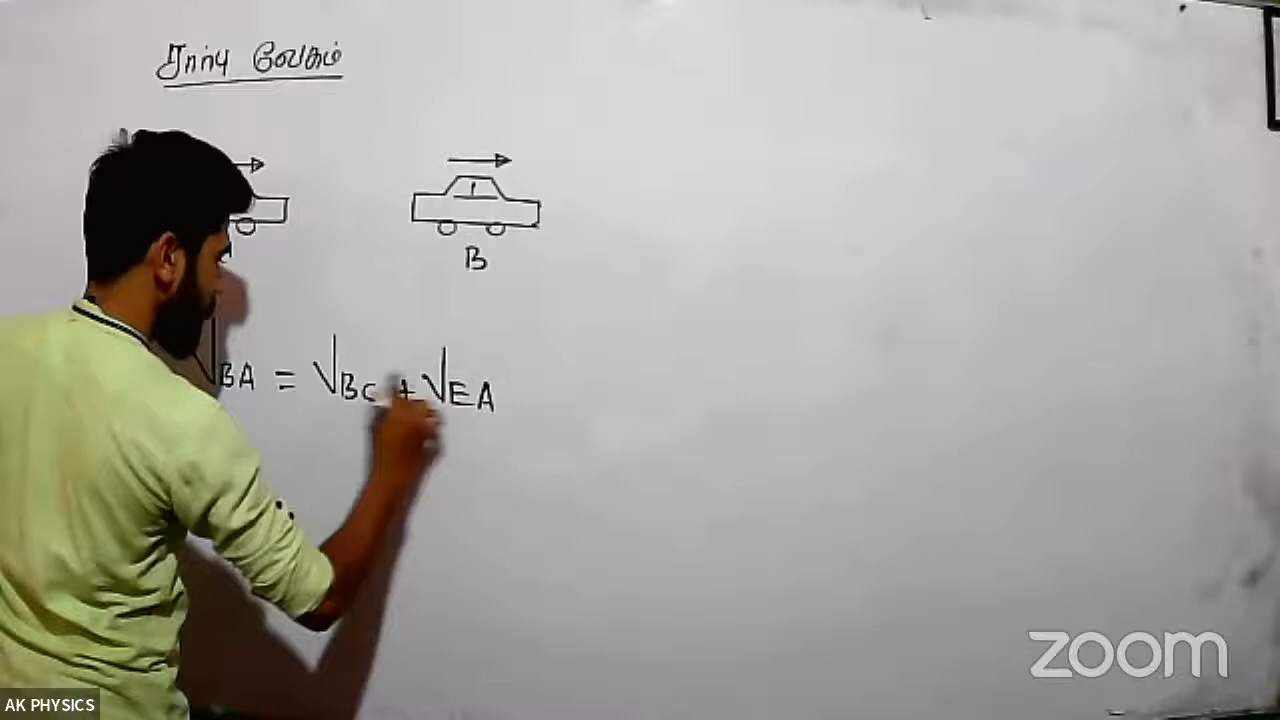 சார்பு வேகம்
B
VBA = VBC + VEA
zoom
AK PHYSICS